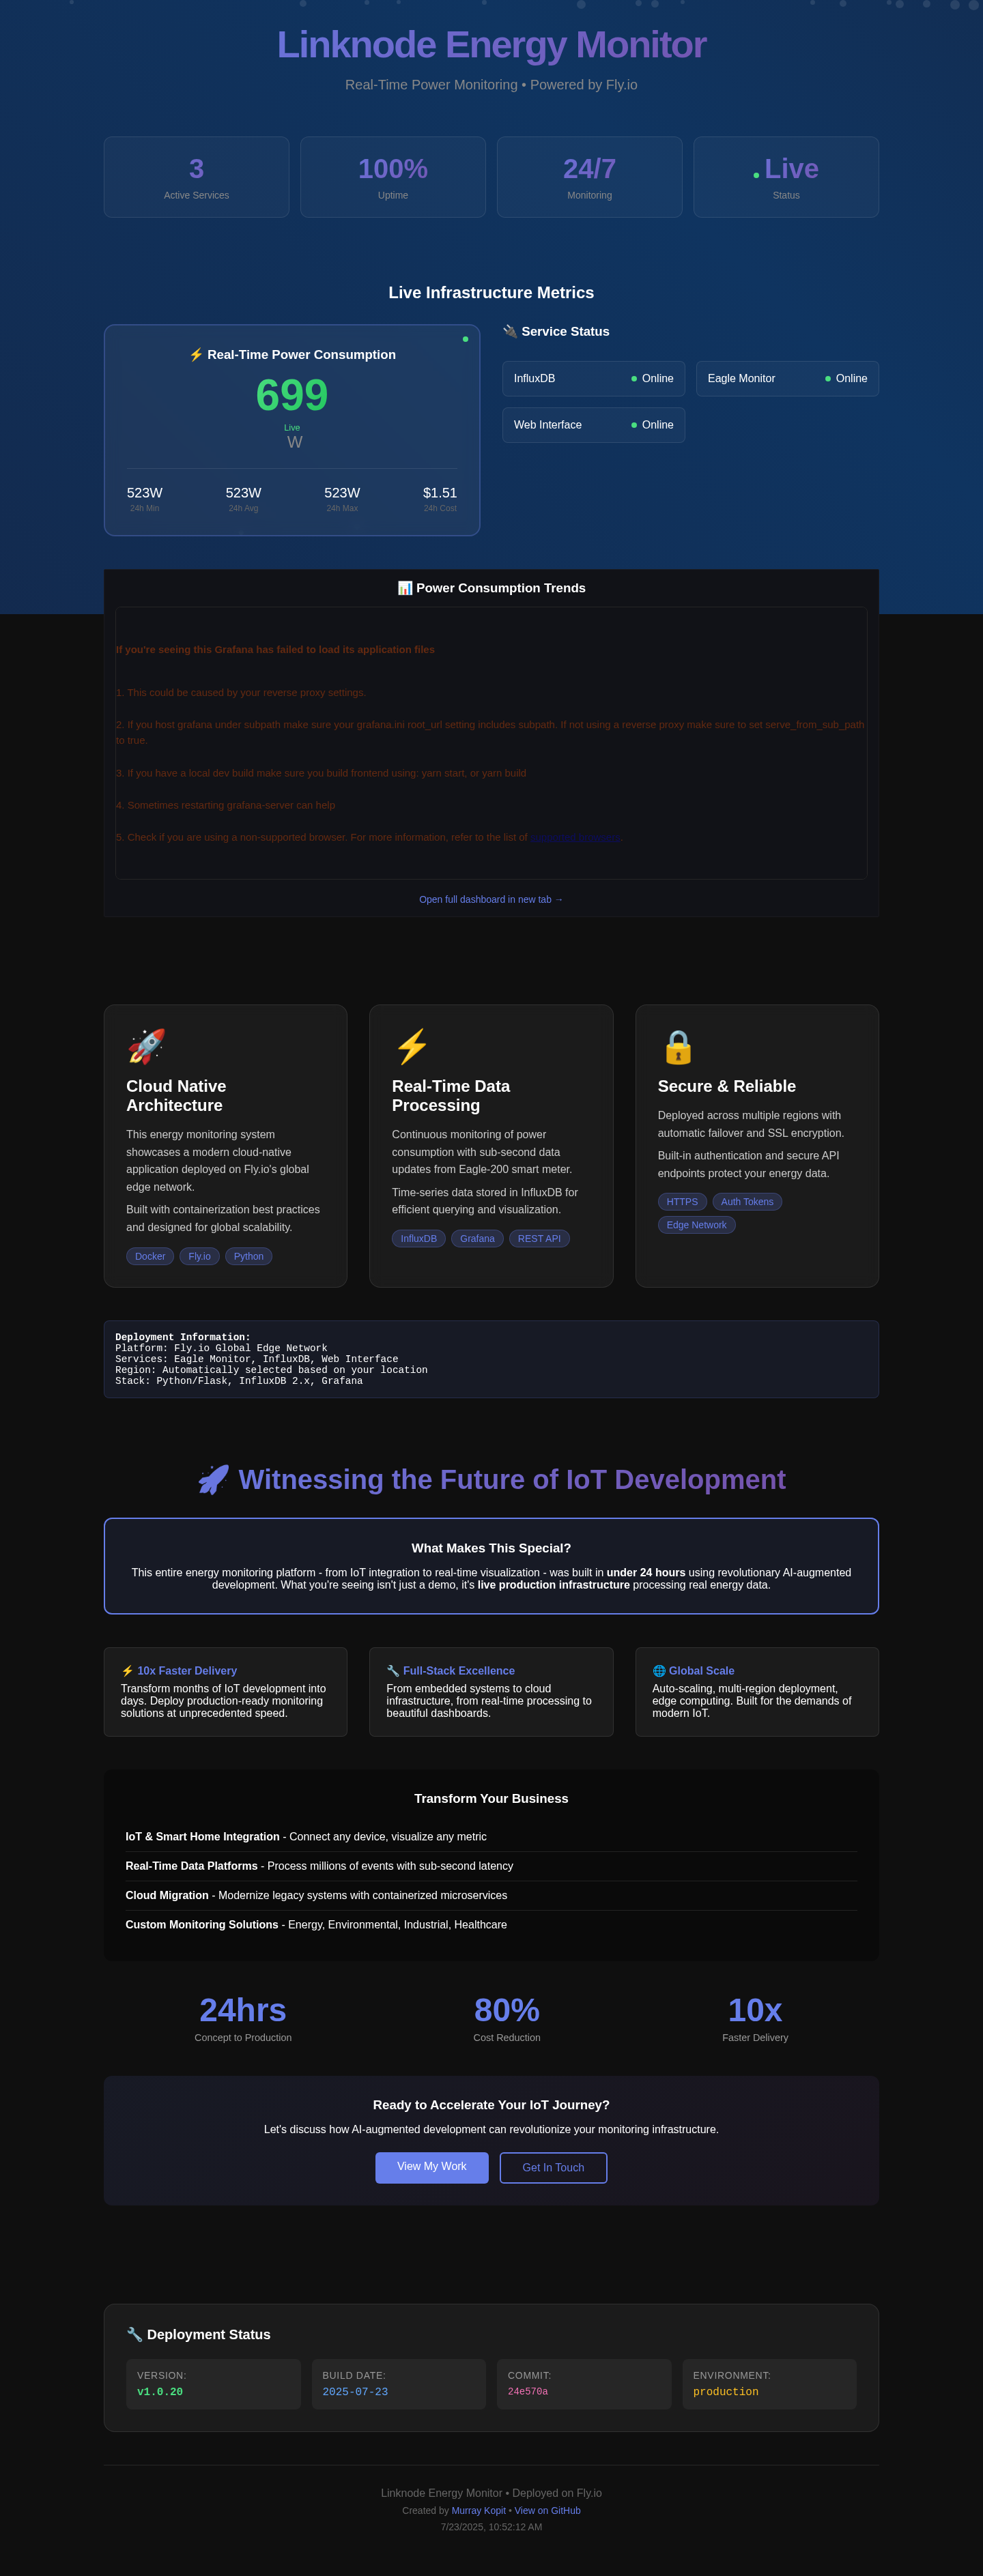 Linknode Energy Monitor
Real-Time Power Monitoring • Powered by Fly.io
3
Active Services
100%
Uptime
24/7
Monitoring
Live
Status
Live Infrastructure Metrics
⚡ Real-Time Power Consumption
699
Live
W
523W
24h Min
523W
24h Avg
523W
24h Max
$1.51
24h Cost
🔌 Service Status
InfluxDB
Online
Eagle Monitor
Online
Web Interface
Online
📊 Power Consumption Trends
If you're seeing this Grafana has failed to load its application files
1. This could be caused by your reverse proxy settings.
2. If you host grafana under subpath make sure your grafana.ini root_url setting includes subpath. If not using a reverse proxy make sure to set serve_from_sub_path
to true.
3. If you have a local dev build make sure you build frontend using: yarn start, or yarn build
4. Sometimes restarting grafana-server can help
5. Check if you are using a non-supported browser. For more information, refer to the list of
Open full dashboard in new tab →
🚀
Cloud Native
Architecture
This energy monitoring system
showcases a modern cloud-native
application deployed on Fly.io's global
edge network.
Built with containerization best practices
and designed for global scalability.
Docker
Fly.io
Python
⚡
Real-Time Data
Processing
Continuous monitoring of power
consumption with sub-second data
updates from Eagle-200 smart meter.
Time-series data stored in InfluxDB for
efficient querying and visualization.
InfluxDB
Grafana
REST API
🔒
Secure & Reliable
Deployed across multiple regions with
automatic failover and SSL encryption.
Built-in authentication and secure API
endpoints protect your energy data.
HTTPS
Auth Tokens
Edge Network
Deployment Information:
Platform: Fly.io Global Edge Network
Services: Eagle Monitor, InfluxDB, Web Interface
Region: Automatically selected based on your location
Stack: Python/Flask, InfluxDB 2.x, Grafana
🚀 Witnessing the Future of IoT Development
What Makes This Special?
This entire energy monitoring platform - from IoT integration to real-time visualization - was built in under 24 hours using revolutionary AI-augmented
development. What you're seeing isn't just a demo, it's live production infrastructure processing real energy data.
⚡ 10x Faster Delivery
Transform months of IoT development into
days. Deploy production-ready monitoring
solutions at unprecedented speed.
🔧 Full-Stack Excellence
From embedded systems to cloud
infrastructure, from real-time processing to
beautiful dashboards.
🌐 Global Scale
Auto-scaling, multi-region deployment,
edge computing. Built for the demands of
modern IoT.
Transform Your Business
IoT & Smart Home Integration - Connect any device, visualize any metric
Real-Time Data Platforms - Process millions of events with sub-second latency
Cloud Migration - Modernize legacy systems with containerized microservices
Custom Monitoring Solutions - Energy, Environmental, Industrial, Healthcare
24hrs
Concept to Production
80%
Cost Reduction
10x
Faster Delivery
Ready to Accelerate Your IoT Journey?
Let's discuss how AI-augmented development can revolutionize your monitoring infrastructure.
View My Work
Get In Touch
🔧 Deployment Status
VERSION:
v1.0.20
BUILD DATE:
2025-07-23
COMMIT:
24e570a
ENVIRONMENT:
production
Linknode Energy Monitor • Deployed on Fly.io
Created by Murray Kopit • View on GitHub
7/23/2025, 10:52:12 AM